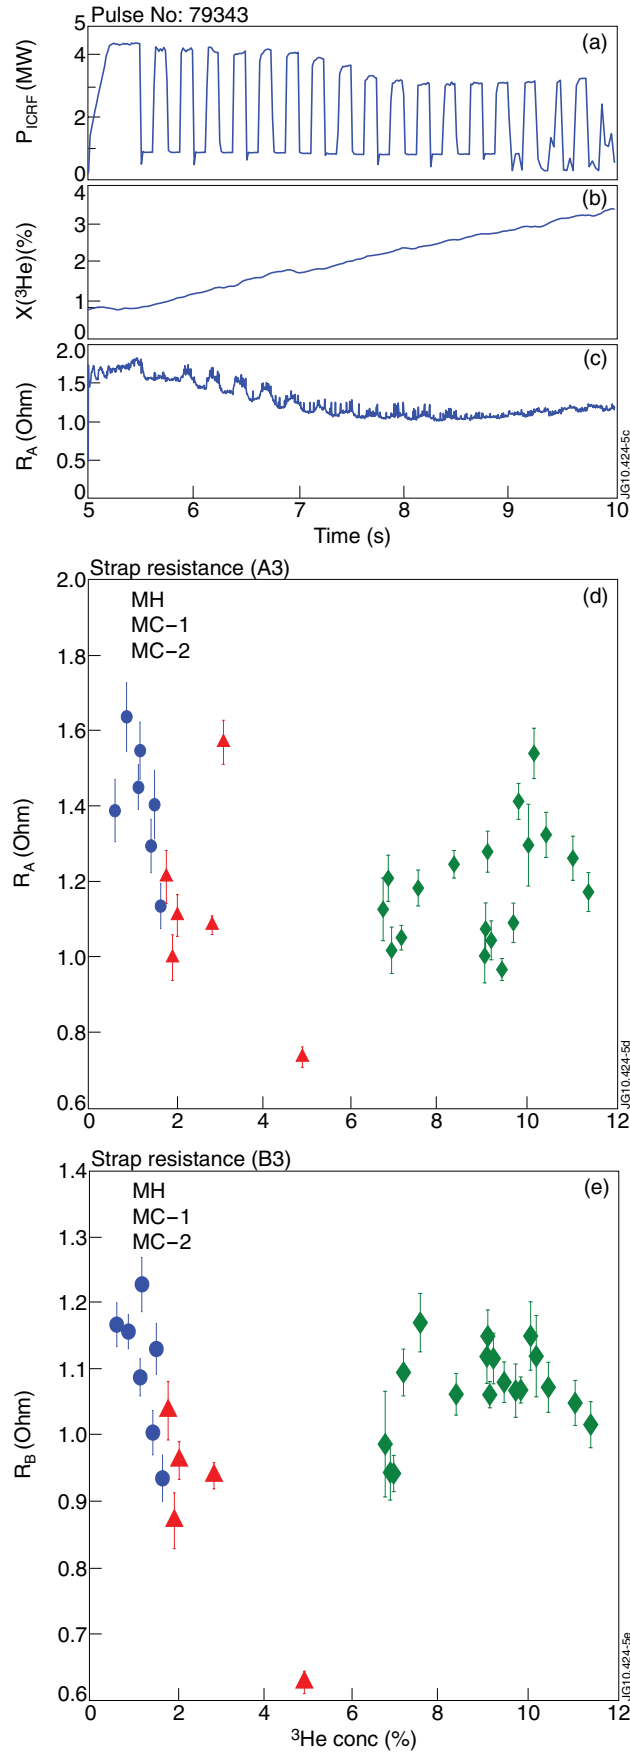 Pulse No: 79343
(a)
P_ICRF (MW)
5
4
2
0
(b)
X(³He)(%)
4
3
2
1
0
(c)
R_A (Ohm)
2.0
1.5
1.0
0.5
0
5
6
7
8
9
10
Time (s)
JG10.424-5c
Strap resistance (A3)
(d)
MH
MC−1
MC−2
R_A (Ohm)
2.0
1.8
1.6
1.4
1.2
1.0
0.8
0.6
0
2
4
6
8
10
12
JG10.424-5d
Strap resistance (B3)
(e)
MH
MC−1
MC−2
R_B (Ohm)
1.4
1.3
1.2
1.1
1.0
0.9
0.8
0.7
0.6
0
2
4
6
8
10
12
³He conc (%)
JG10.424-5e